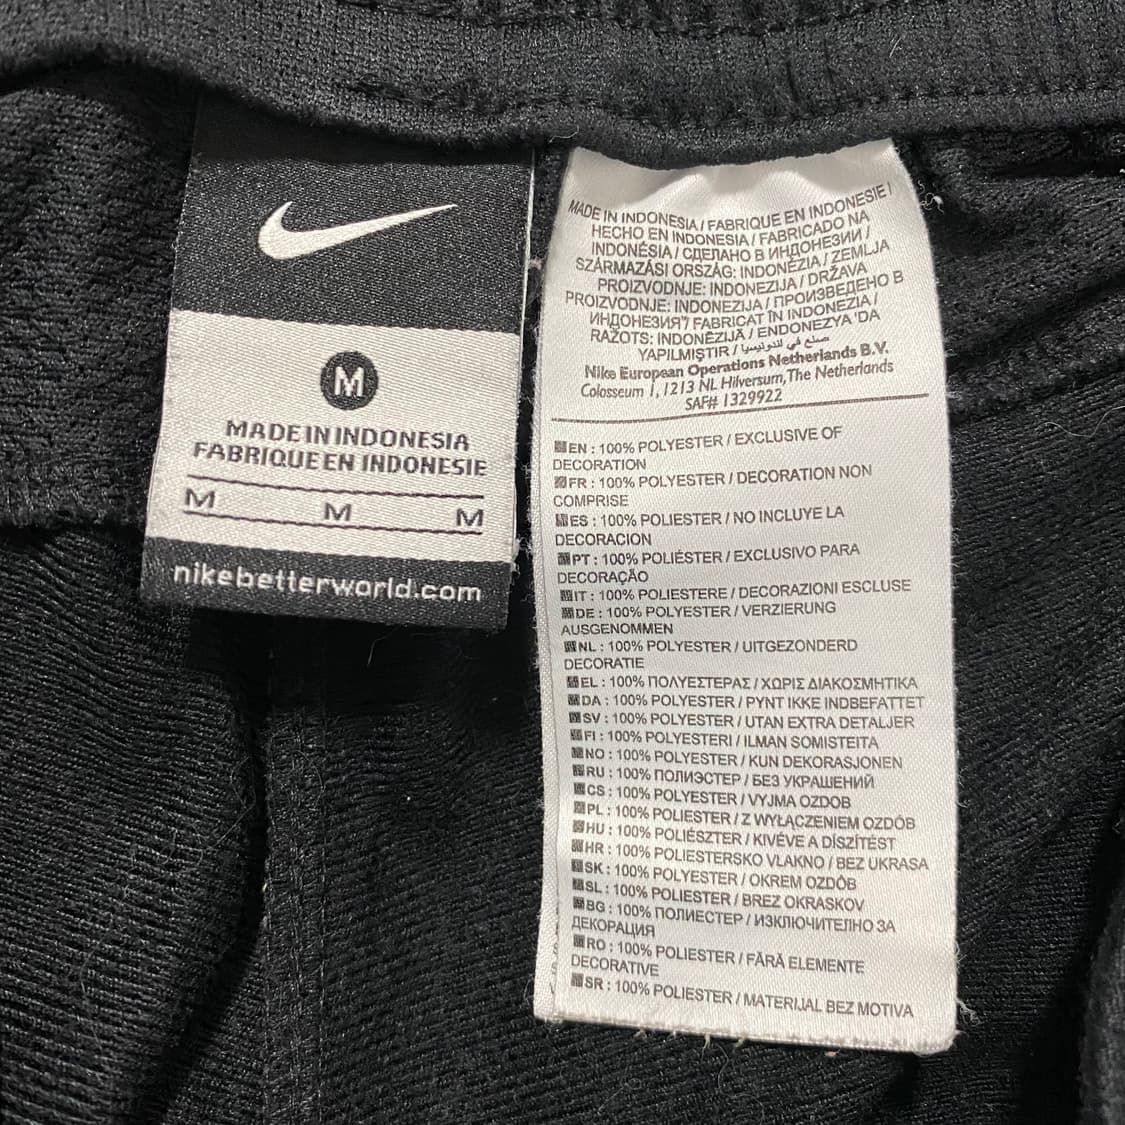 M
MADE IN INDONESIA
FABRIQUE EN INDONESIE
M M M
nikebetterworld.com
MADE IN INDONESIA / FABRIQUE EN INDONESIE /
HECHO EN INDONESIA / FABRICADO NA
INDONÉSIA / СДЕЛАНО В ИНДОНЕЗИИ /
SZÁRMAZÁSI ORSZÁG: INDONÉZIA / ZEMLJA
PROIZVODNJE: INDONEZIJA / DRŽAVA
PROIZVODNJE: INDONEZIJA / ПРОИЗВЕДЕНО В
ИНДОНЕЗИЯ / FABRICAT ÎN INDONEZIA /
RAŽOTS: INDONĒZIJĀ / ENDONEZYA 'DA
YAPILMIŞTIR / صنع في اندونيسيا
Nike European Operations Netherlands B.V.
Colosseum 1, 1213 NL Hilversum, The Netherlands
SAF# 1329922
EN : 100% POLYESTER / EXCLUSIVE OF
DECORATION
FR : 100% POLYESTER / DECORATION NON
COMPRISE
ES : 100% POLIESTER / NO INCLUYE LA
DECORACION
PT : 100% POLIÉSTER / EXCLUSIVO PARA
DECORAÇÃO
IT : 100% POLIESTERE / DECORAZIONI ESCLUSE
DE : 100% POLYESTER / VERZIERUNG
AUSGENOMMEN
NL : 100% POLYESTER / UITGEZONDERD
DECORATIE
EL : 100% ΠΟΛΥΕΣΤΕΡΑΣ / ΧΩΡΙΣ ΔΙΑΚΟΣΜΗΤΙΚΑ
DA : 100% POLYESTER / PYNT IKKE INDBEFATTET
SV : 100% POLYESTER / UTAN EXTRA DETALJER
FI : 100% POLYESTERI / ILMAN SOMISTEITA
NO : 100% POLYESTER / KUN DEKORASJONEN
RU : 100% ПОЛИЭСТЕР / БЕЗ УКРАШЕНИЙ
CS : 100% POLYESTER / VYJMA OZDOB
PL : 100% POLYESTER / Z WYŁĄCZENIEM OZDÓB
HU : 100% POLIÉSZTER / KIVÉVE A DÍSZÍTÉST
HR : 100% POLIESTERSKO VLAKNO / BEZ UKRASA
SK : 100% POLYESTER / OKREM OZDÔB
SL : 100% POLIESTER / BREZ OKRASKOV
BG : 100% ПОЛИЕСТЕР / ИЗКЛЮЧИТЕЛНО ЗА
ДЕКОРАЦИЯ
RO : 100% POLIESTER / FĂRĂ ELEMENTE
DECORATIVE
SR : 100% POLIESTER / MATERIJAL BEZ MOTIVA